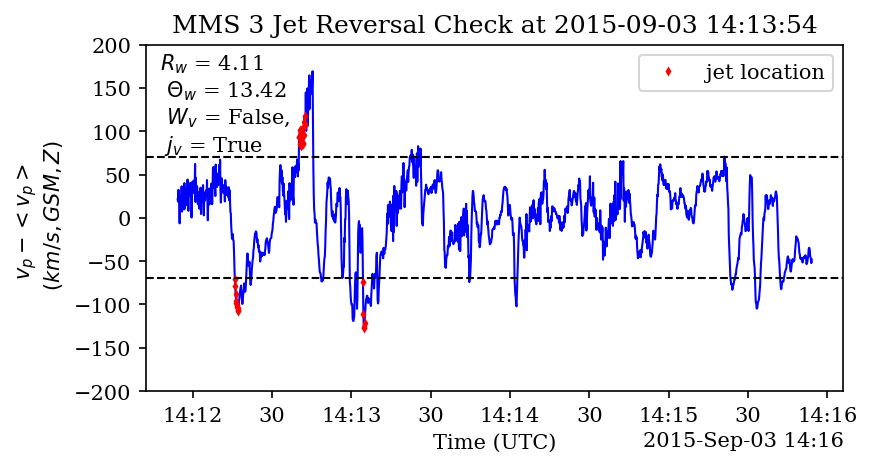 MMS 3 Jet Reversal Check at 2015-09-03 14:13:54
200
150
100
50
0
−50
−100
−150
−200
v_p − <v_p>
(km/s, GSM, Z)
R_w = 4.11
Θ_w = 13.42
W_v = False,
j_v = True
jet location
14:12 30 14:13 30 14:14 30 14:15 30 14:16
Time (UTC)
2015-Sep-03 14:16